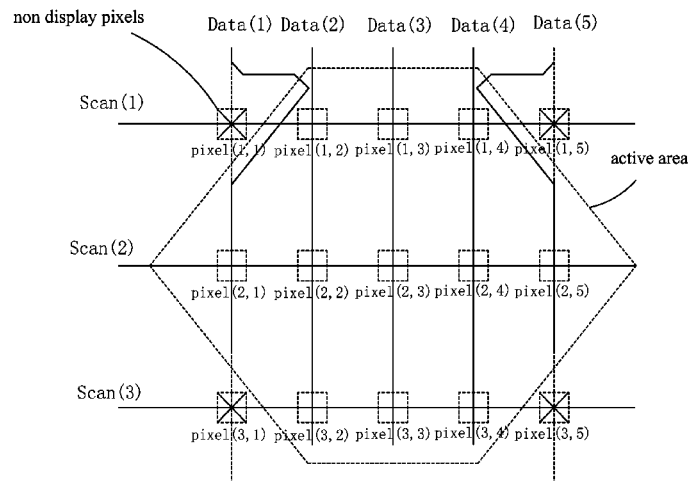 non display pixels
Data(1) Data(2) Data(3) Data(4) Data(5)
Scan(1)
pixel(1,1) pixel(1,2) pixel(1,3) pixel(1,4) pixel(1,5)
active area
Scan(2)
pixel(2,1) pixel(2,2) pixel(2,3) pixel(2,4) pixel(2,5)
Scan(3)
pixel(3,1) pixel(3,2) pixel(3,3) pixel(3,4) pixel(3,5)